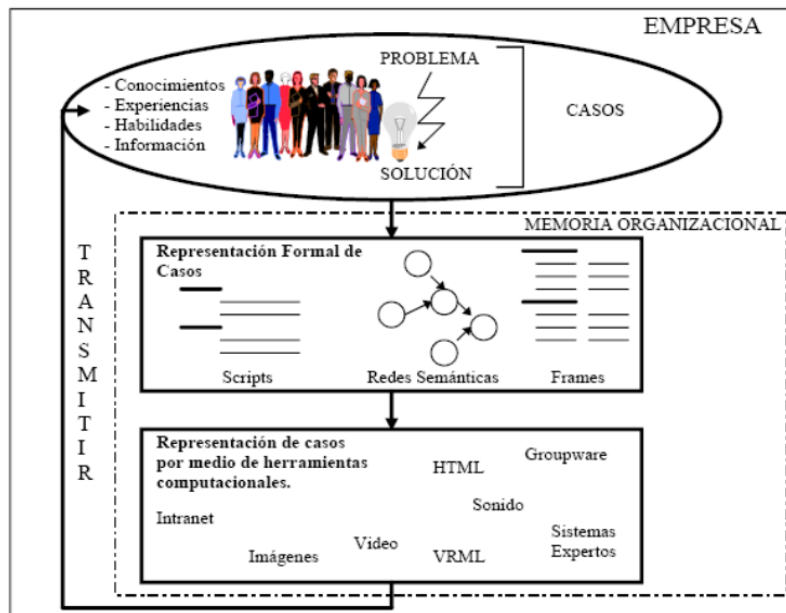 EMPRESA
PROBLEMA
- Conocimientos
- Experiencias
- Habilidades
- Información
CASOS
SOLUCIÓN
MEMORIA ORGANIZACIONAL
TRANSMITIR
Representación Formal de
Casos
Scripts
Redes Semánticas
Frames
Representación de casos
por medio de herramientas
computacionales.
Groupware
HTML
Intranet
Sonido
Imágenes
Video
VRML
Sistemas
Expertos